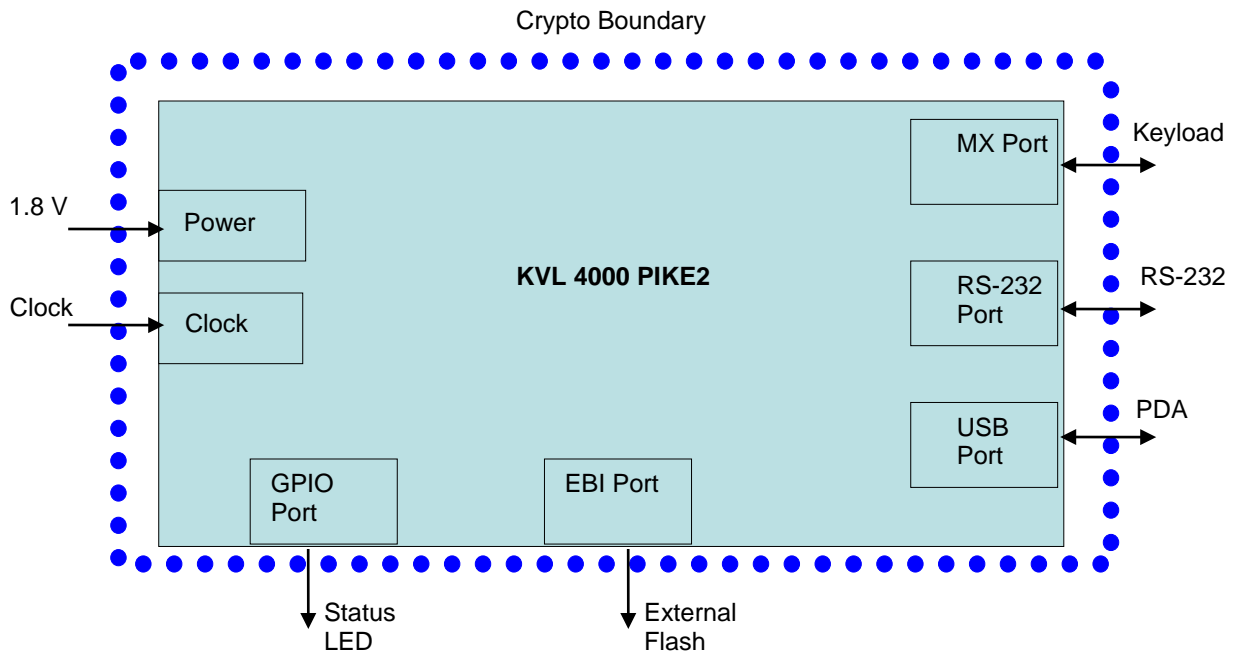 Crypto Boundary
MX Port
Keyload
1.8 V
Power
KVL 4000 PIKE2
RS-232
Port
RS-232
Clock
Clock
USB
Port
PDA
GPIO
Port
EBI Port
Status
LED
External
Flash